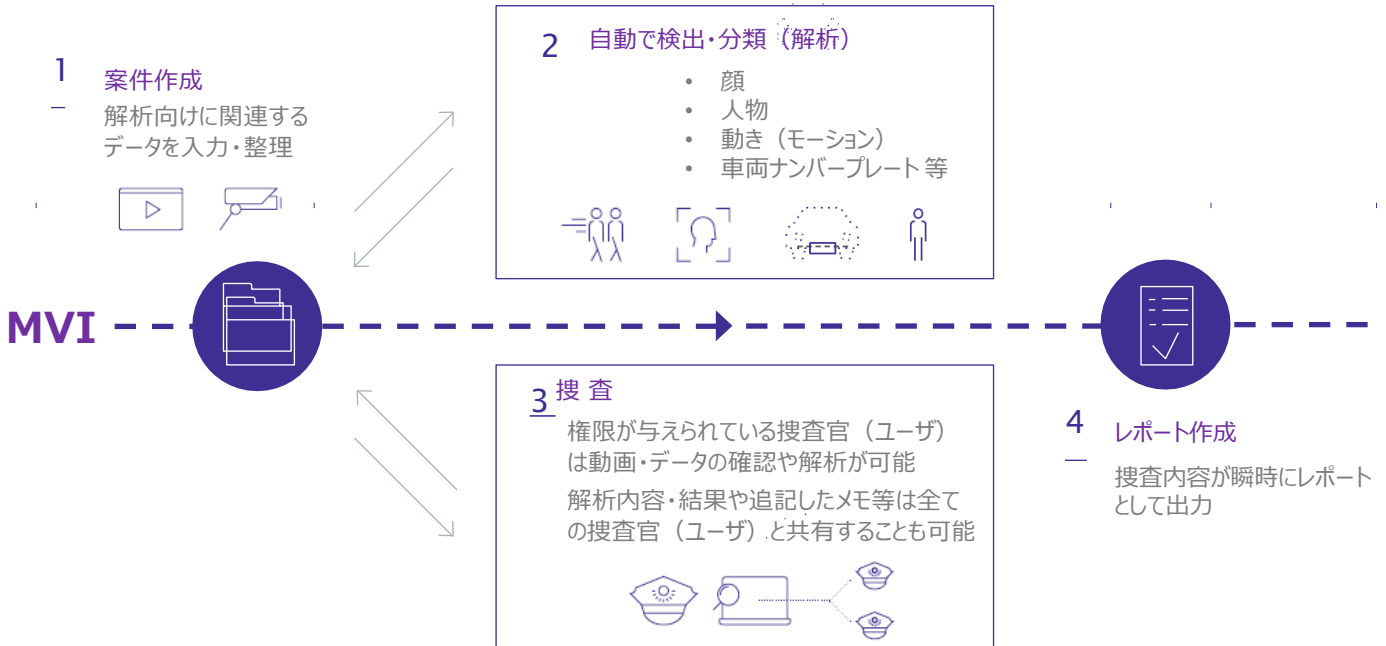 1
案件作成
解析向けに関連する
データを入力・整理
2 自動で検出・分類（解析）
• 顔
• 人物
• 動き（モーション）
• 車両ナンバープレート 等
MVI
3 捜 査
権限が与えられている捜査官（ユーザ）
は動画・データの確認や解析が可能
解析内容・結果や追記したメモ等は全て
の捜査官（ユーザ）と共有することも可能
4 レポート作成
捜査内容が瞬時にレポート
として出力